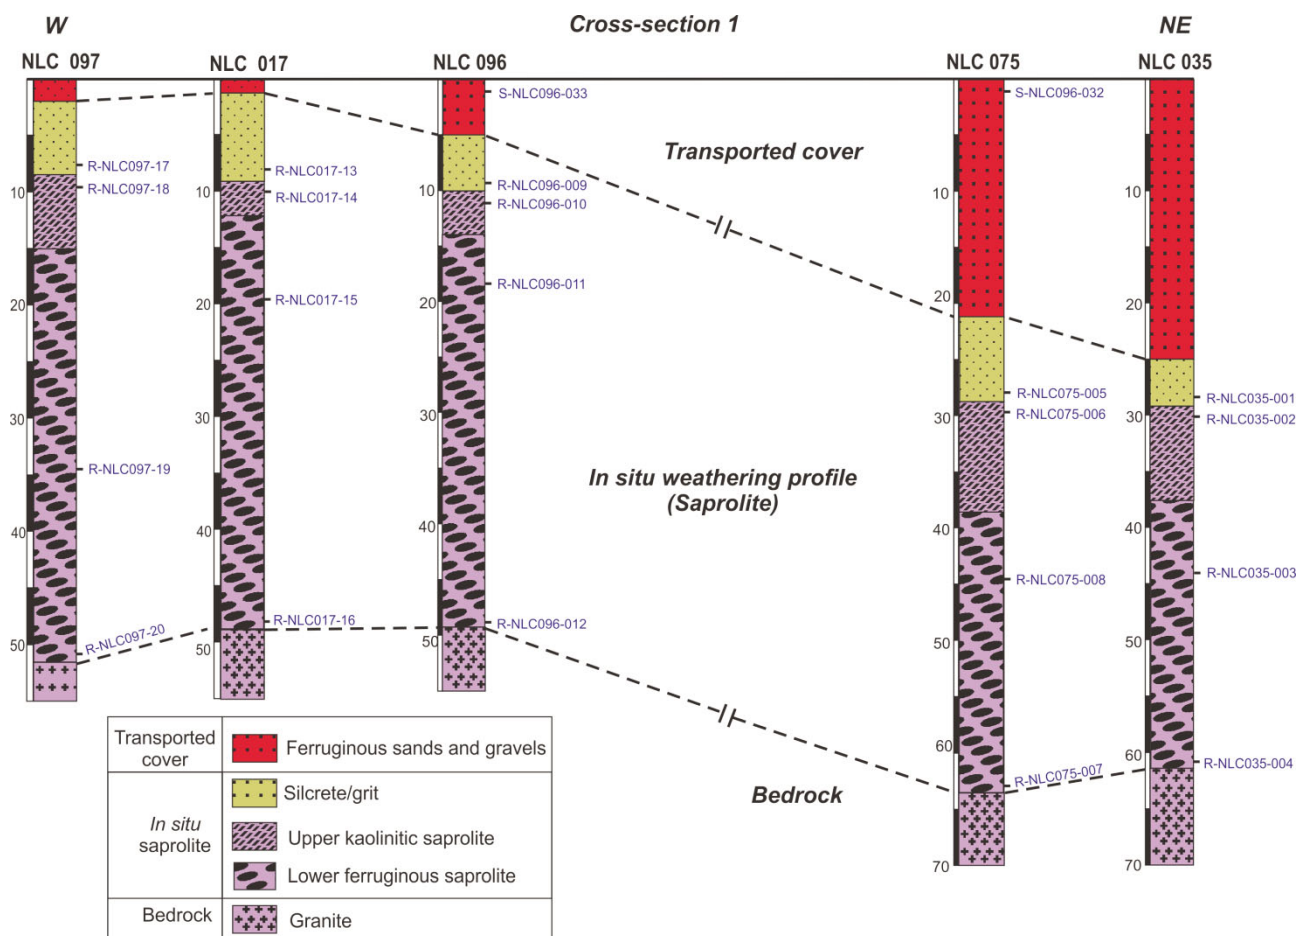 W
Cross-section 1
NE
NLC 097
NLC 017
NLC 096
NLC 075
NLC 035
10
20
30
40
50
R-NLC097-17
R-NLC097-18
R-NLC097-19
R-NLC097-20
10
20
30
40
50
R-NLC017-13
R-NLC017-14
R-NLC017-15
R-NLC017-16
10
20
30
40
50
S-NLC096-033
R-NLC096-009
R-NLC096-010
R-NLC096-011
R-NLC096-012
Transported cover
In situ weathering profile
(Saprolite)
Bedrock
10
20
30
40
50
60
70
S-NLC096-032
R-NLC075-005
R-NLC075-006
R-NLC075-008
R-NLC075-007
10
20
30
40
50
60
70
R-NLC035-001
R-NLC035-002
R-NLC035-003
R-NLC035-004
Transported
cover
Ferruginous sands and gravels
In situ
saprolite
Silcrete/grit
Upper kaolinitic saprolite
Lower ferruginous saprolite
Bedrock
Granite